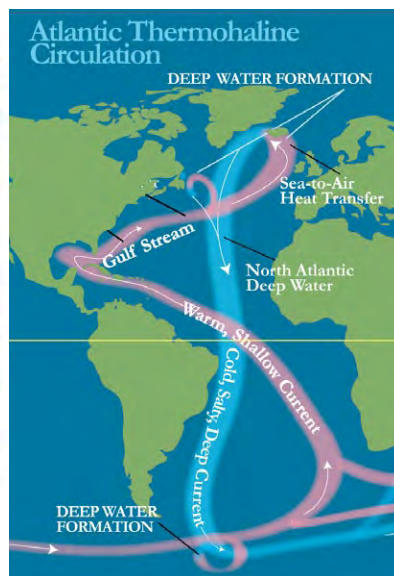 Atlantic Thermohaline
Circulation
DEEP WATER FORMATION
Sea-to-Air
Heat Transfer
Gulf Stream
North Atlantic
Deep Water
Warm, Shallow Current
Cold, Salty, Deep Current
DEEP WATER
FORMATION